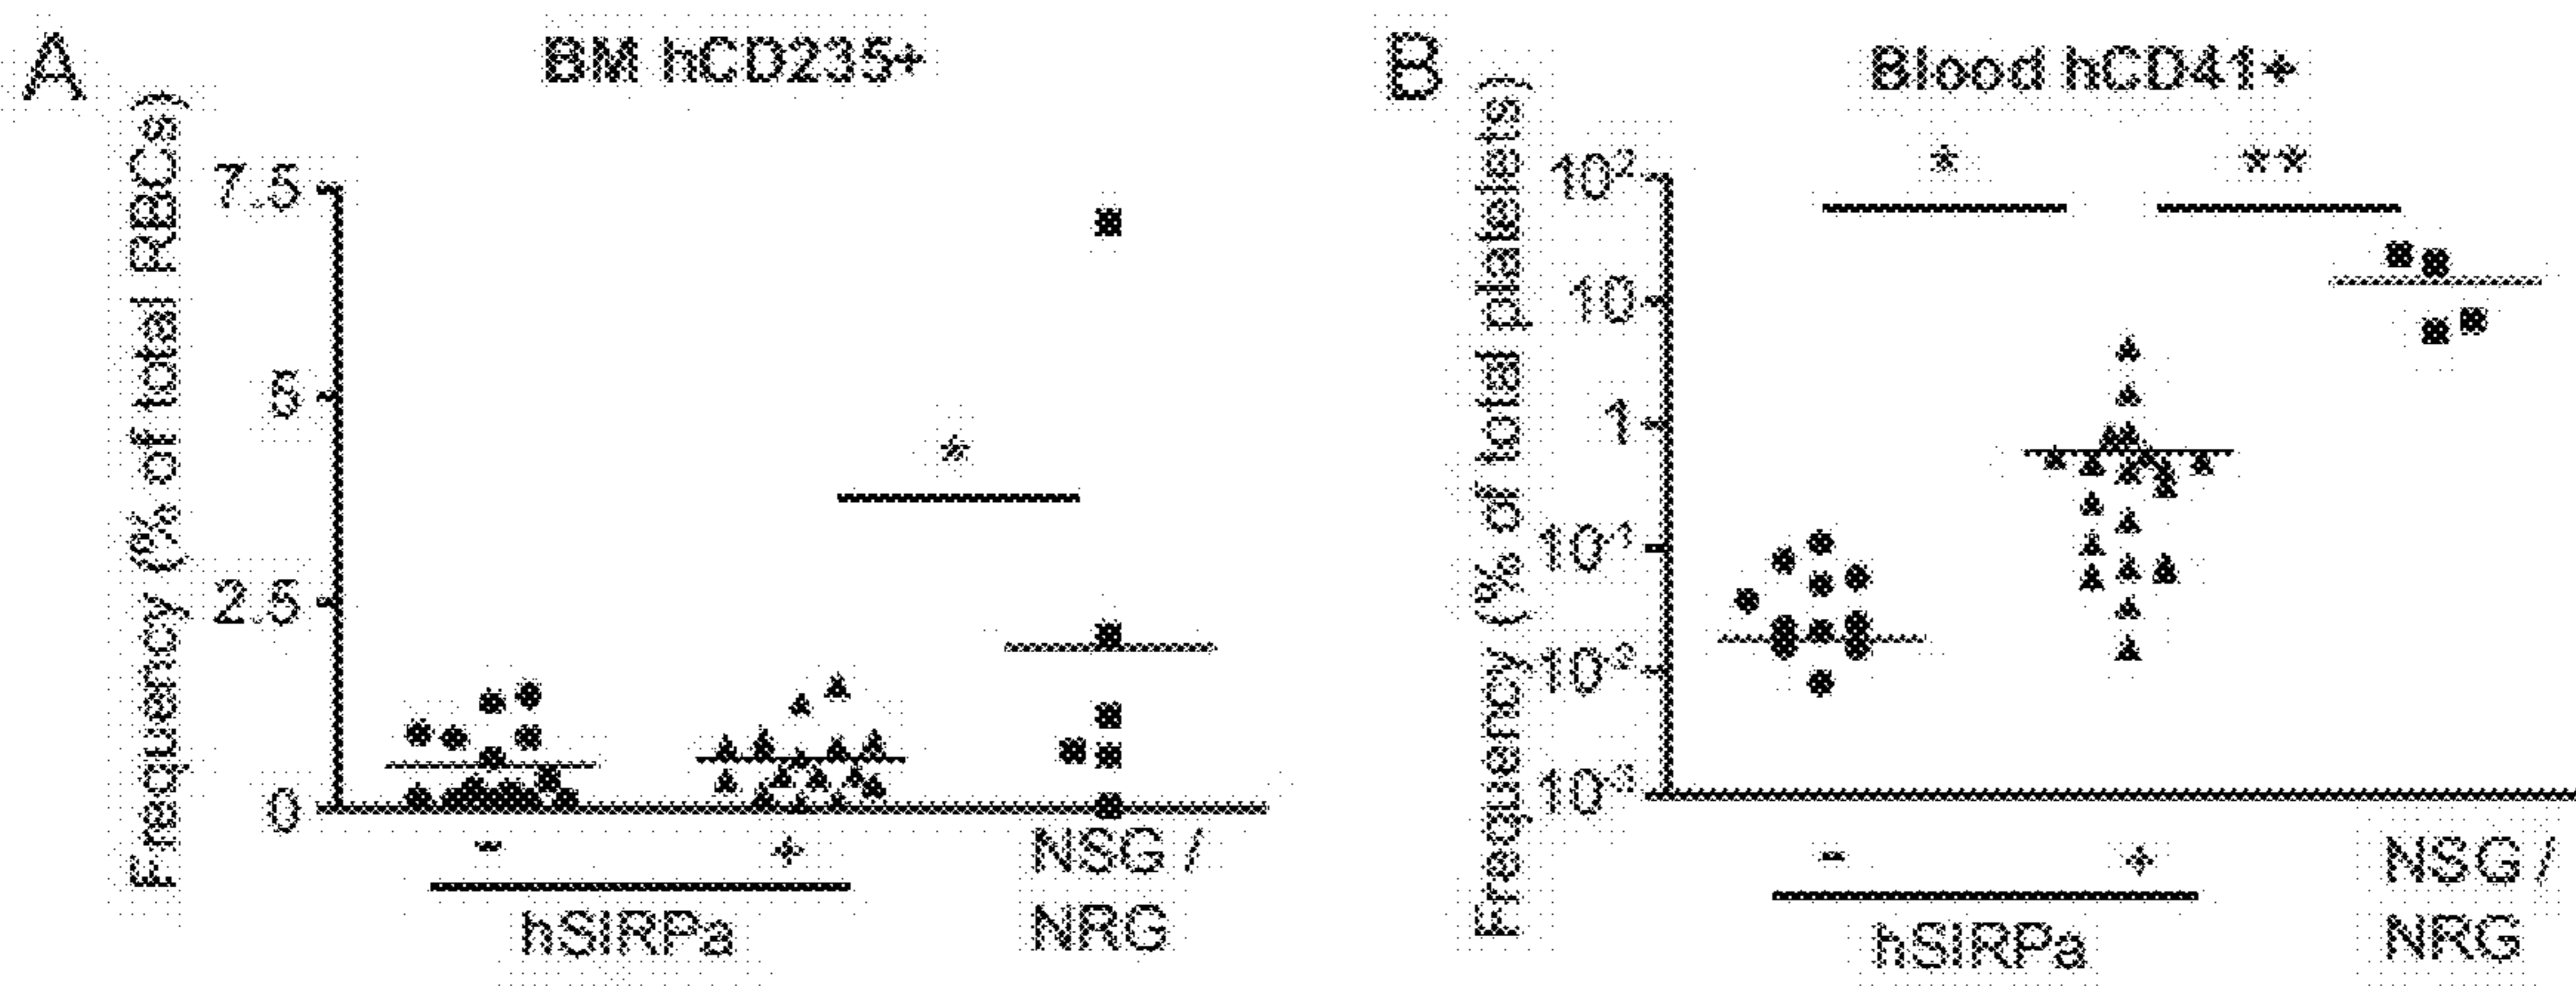 A
BM hCD235+
Frequency (% of total RBCs)
7.5
5
2.5
0
*
-
+
hSIRPa
NSG /
NRG
B
Blood hCD41+
Frequency (% of total platelets)
10²
10
1
10⁻¹
10⁻²
10⁻³
*
**
-
+
hSIRPa
NSG /
NRG